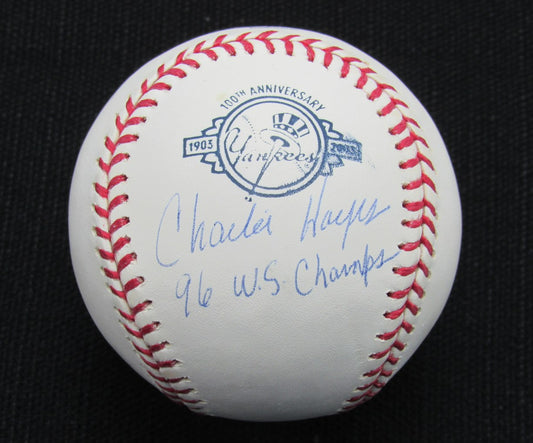 100TH ANNIVERSARY
1903 Yankees 2003
Charlie Hayes
96 W.S. Champs